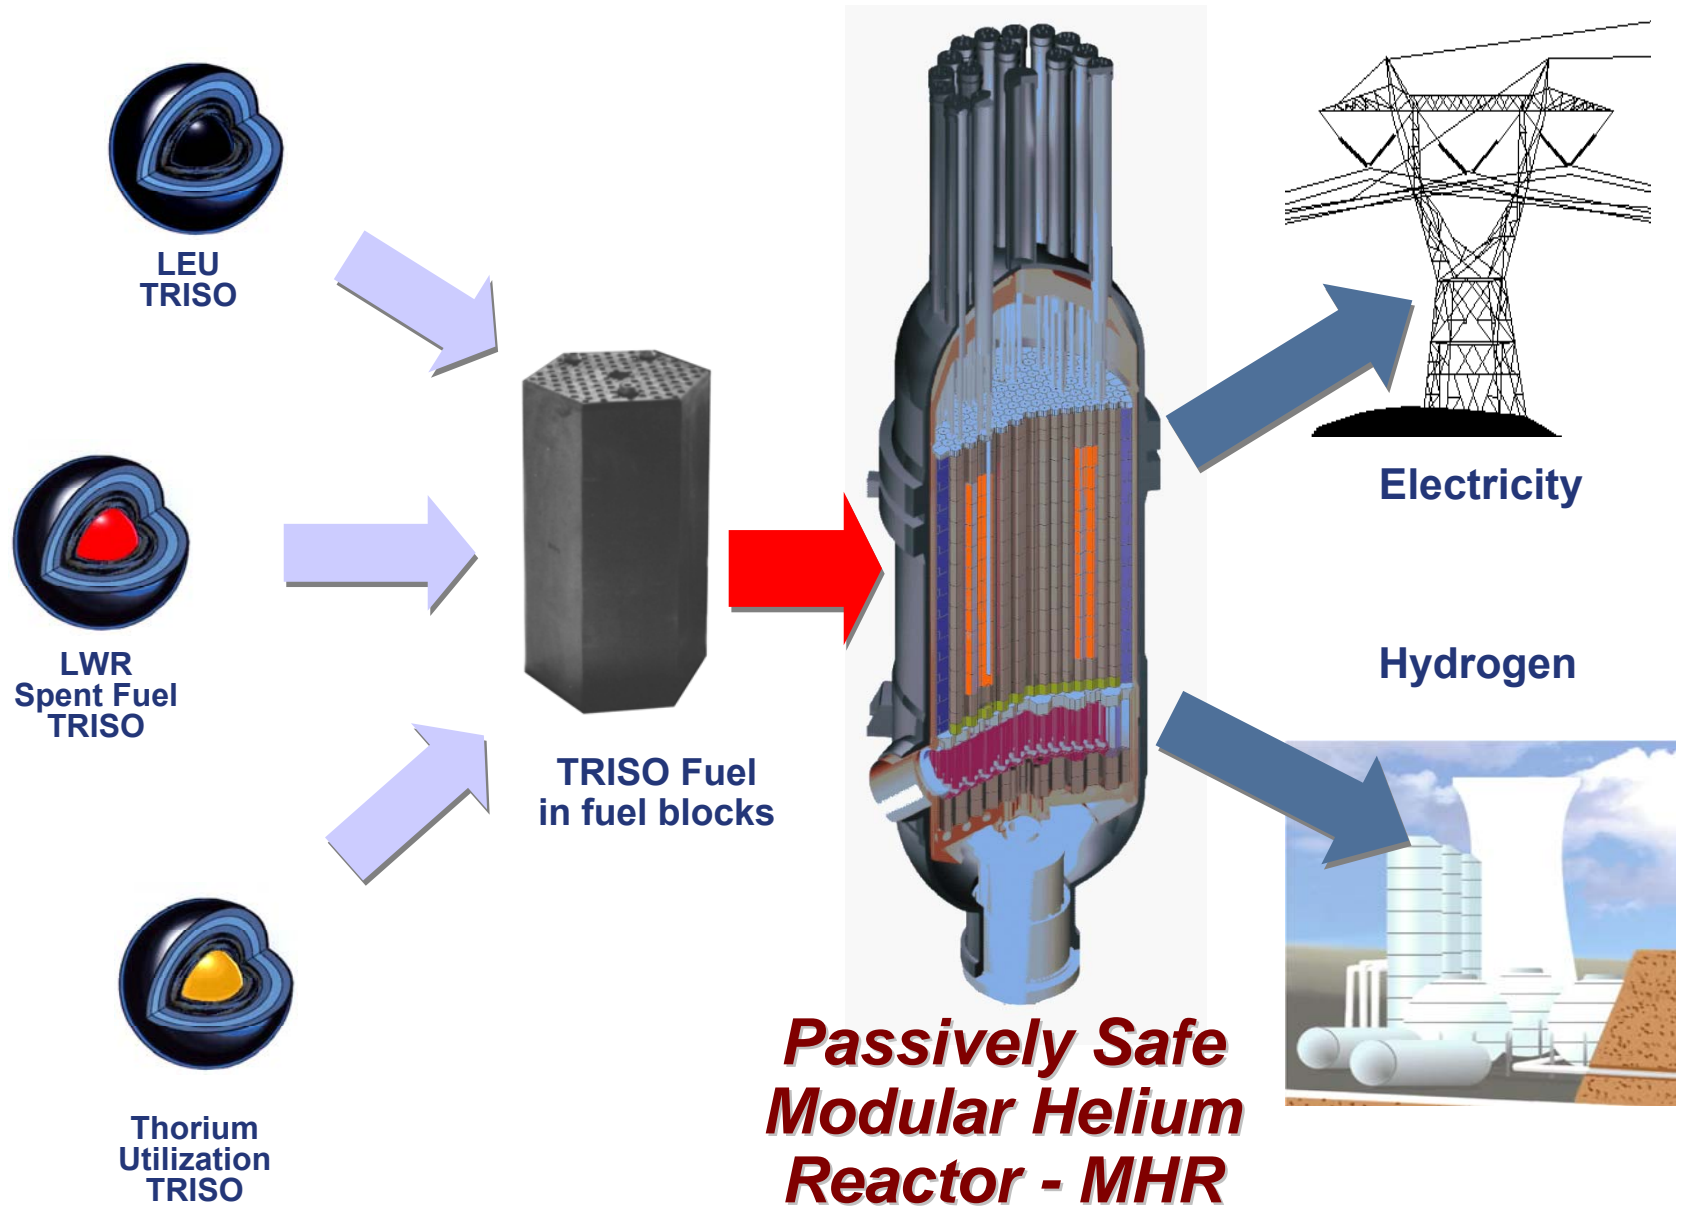 LEU
TRISO
LWR
Spent Fuel
TRISO
Thorium
Utilization
TRISO
TRISO Fuel
in fuel blocks
Passively Safe
Modular Helium
Reactor - MHR
Electricity
Hydrogen